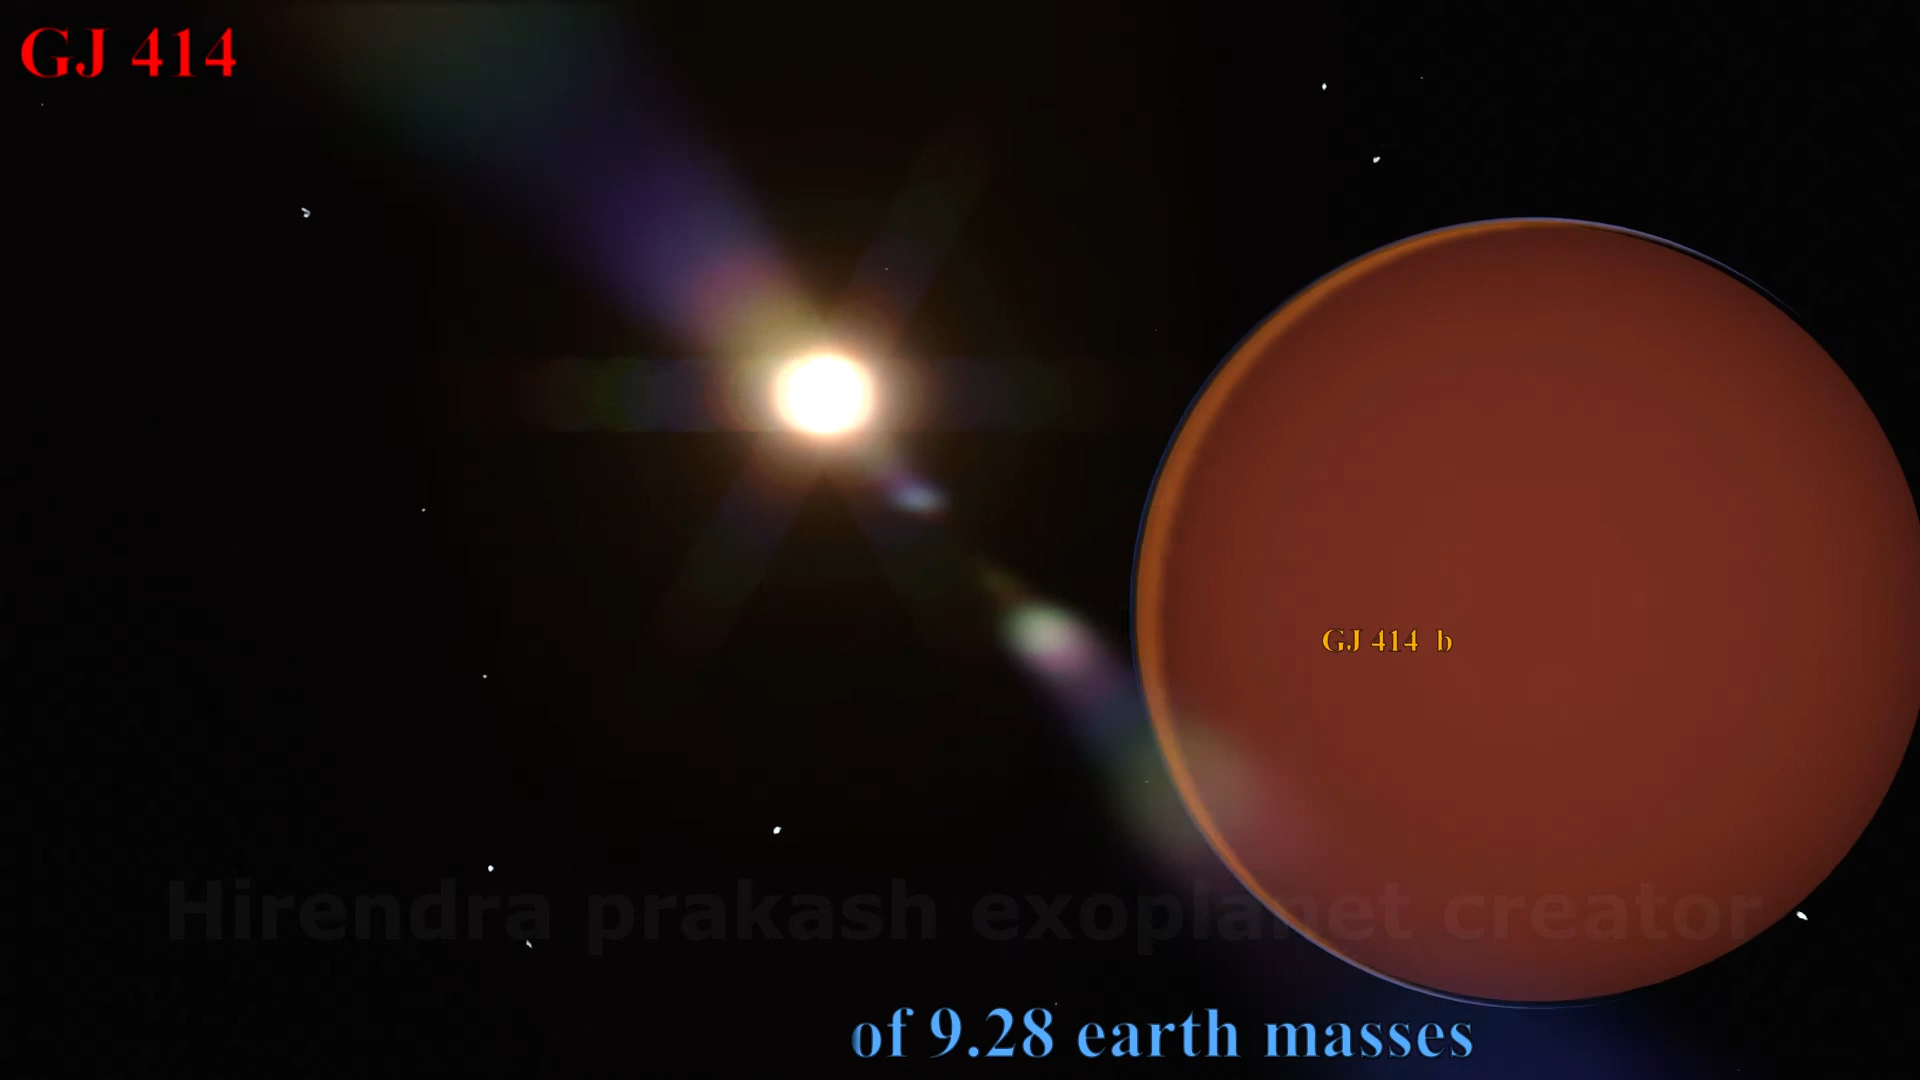 GJ 414
GJ 414 b
Hirendra prakash exoplanet creator
of 9.28 earth masses